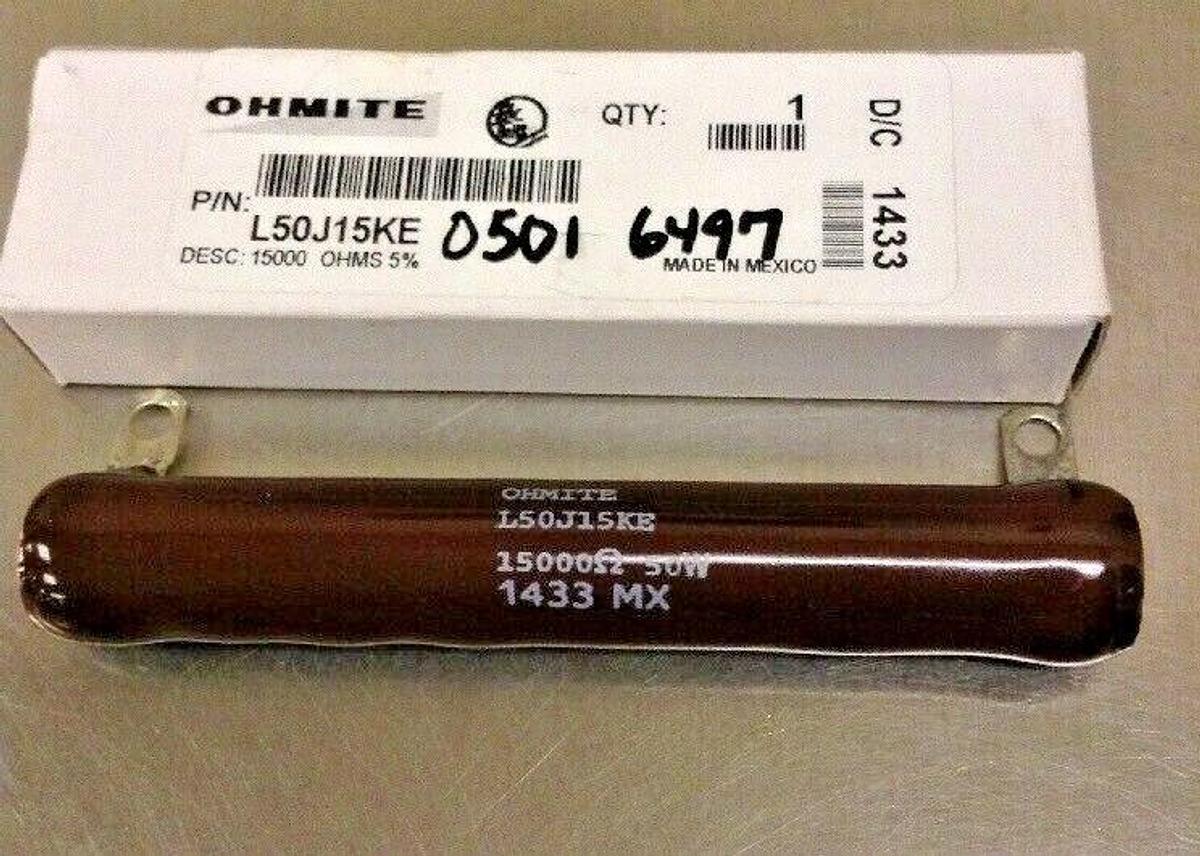 OHMITE
QTY: 1
P/N:
L50J15KE 0501 6497
DESC: 15000 OHMS 5%
MADE IN MEXICO
D/C 1433
OHMITE
L50J15KE
15000Ω 50W
1433 MX